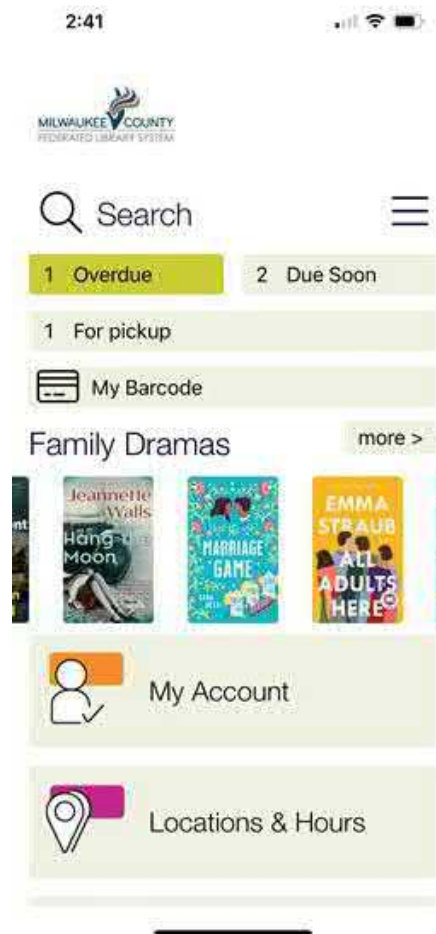 2:41
MILWAUKEE COUNTY
FEDERATED LIBRARY SYSTEM
Search
1 Overdue
2 Due Soon
1 For pickup
My Barcode
Family Dramas
more >
nt
Jeannette
Walls
Hang the
Moon
MARRIAGE
GAME
EMMA
STRAUB
ALL
ADULTS
HERE
My Account
Locations & Hours